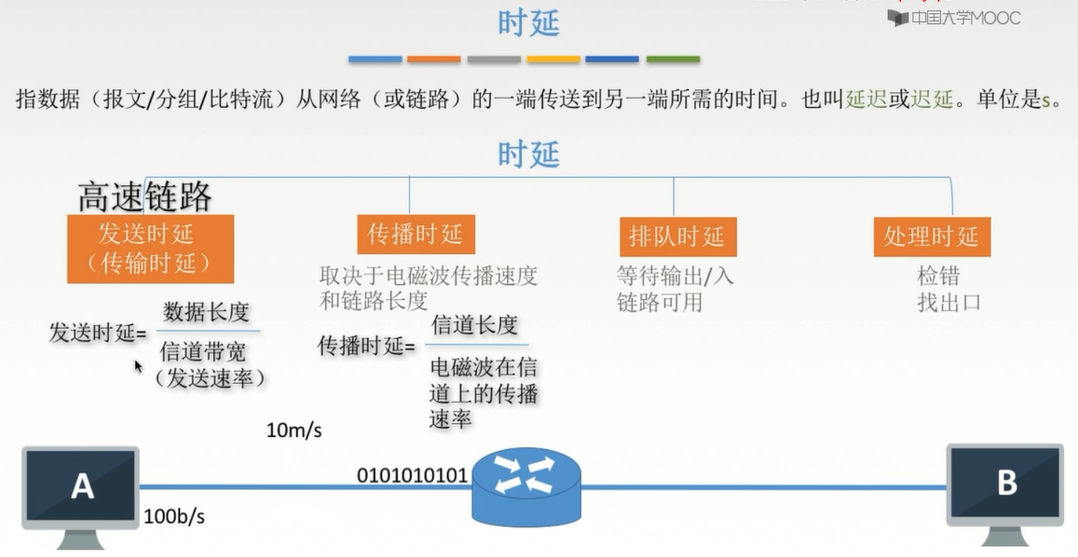 时延
中国大学MOOC
指数据（报文/分组/比特流）从网络（或链路）的一端传送到另一端所需的时间。也叫延迟或迟延。单位是s。
时延
高速链路
发送时延
（传输时延）
传播时延
排队时延
处理时延
取决于电磁波传播速度
和链路长度
等待输出/入
链路可用
检错
找出口
发送时延=
数据长度
信道带宽
（发送速率）
传播时延=
信道长度
电磁波在信
道上的传播
速率
10m/s
0101010101
A
B
100b/s